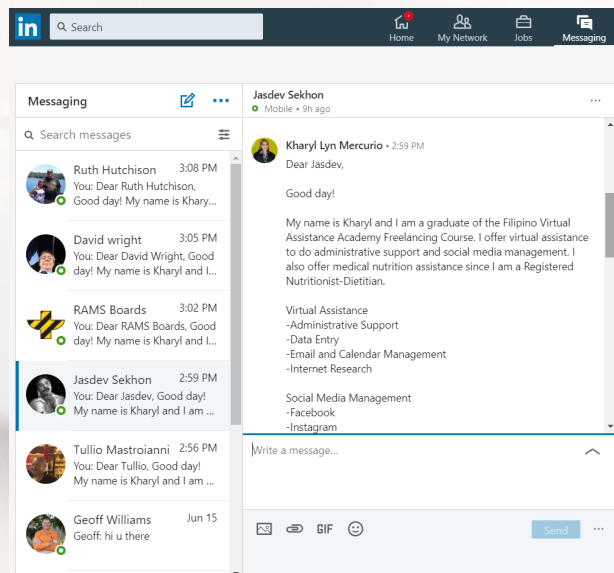 in
Search
Home
My Network
Jobs
Messaging
Messaging
Search messages
Ruth Hutchison 3:08 PM
You: Dear Ruth Hutchison,
Good day! My name is Khary...
David wright 3:05 PM
You: Dear David Wright, Good
day! My name is Kharyl and I...
RAMS Boards 3:02 PM
You: Dear RAMS Boards, Good
day! My name is Kharyl and I...
Jasdev Sekhon 2:59 PM
You: Dear Jasdev, Good day!
My name is Kharyl and I am ...
Tullio Mastroianni 2:56 PM
You: Dear Tullio, Good day!
My name is Kharyl and I am ...
Geoff Williams Jun 15
Geoff: hi u there
Jasdev Sekhon
Mobile • 9h ago
Kharyl Lyn Mercurio • 2:59 PM
Dear Jasdev,
Good day!
My name is Kharyl and I am a graduate of the Filipino Virtual
Assistance Academy Freelancing Course. I offer virtual assistance
to do administrative support and social media management. I
also offer medical nutrition assistance since I am a Registered
Nutritionist-Dietitian.
Virtual Assistance
-Administrative Support
-Data Entry
-Email and Calendar Management
-Internet Research
Social Media Management
-Facebook
-Instagram
Write a message...
GIF
Send